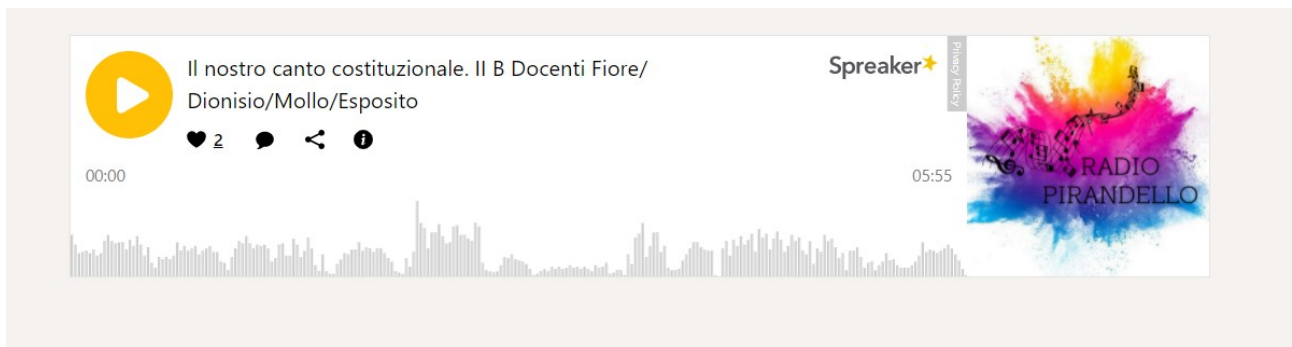 Il nostro canto costituzionale. II B Docenti Fiore/
Dionisio/Mollo/Esposito
2
Spreaker
Privacy Policy
00:00
05:55
RADIO
PIRANDELLO